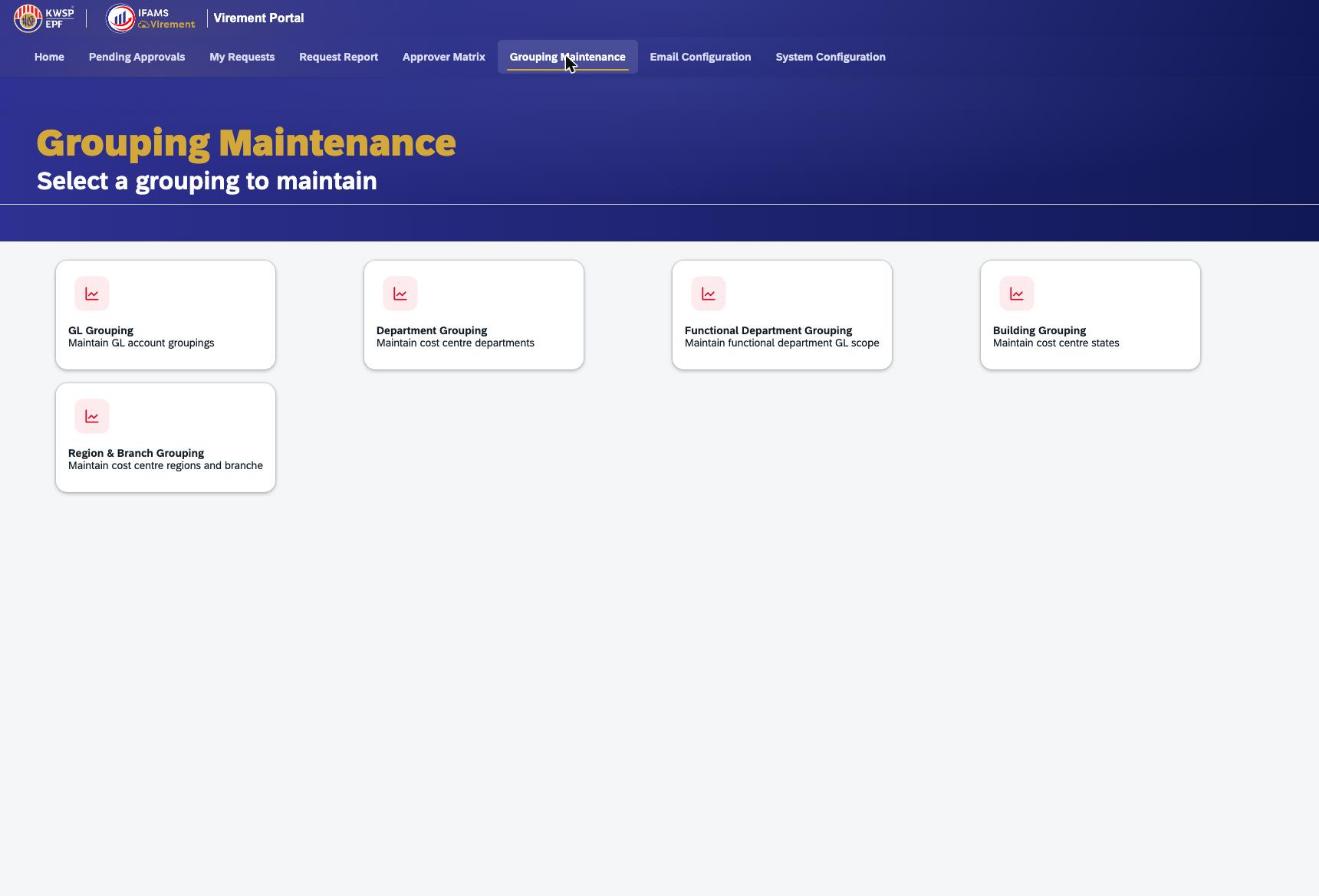 KWSP
EPF
IFAMS
Virement
Virement Portal
Home
Pending Approvals
My Requests
Request Report
Approver Matrix
Grouping Maintenance
Email Configuration
System Configuration
Grouping Maintenance
Select a grouping to maintain
GL Grouping
Maintain GL account groupings
Department Grouping
Maintain cost centre departments
Functional Department Grouping
Maintain functional department GL scope
Building Grouping
Maintain cost centre states
Region & Branch Grouping
Maintain cost centre regions and branche